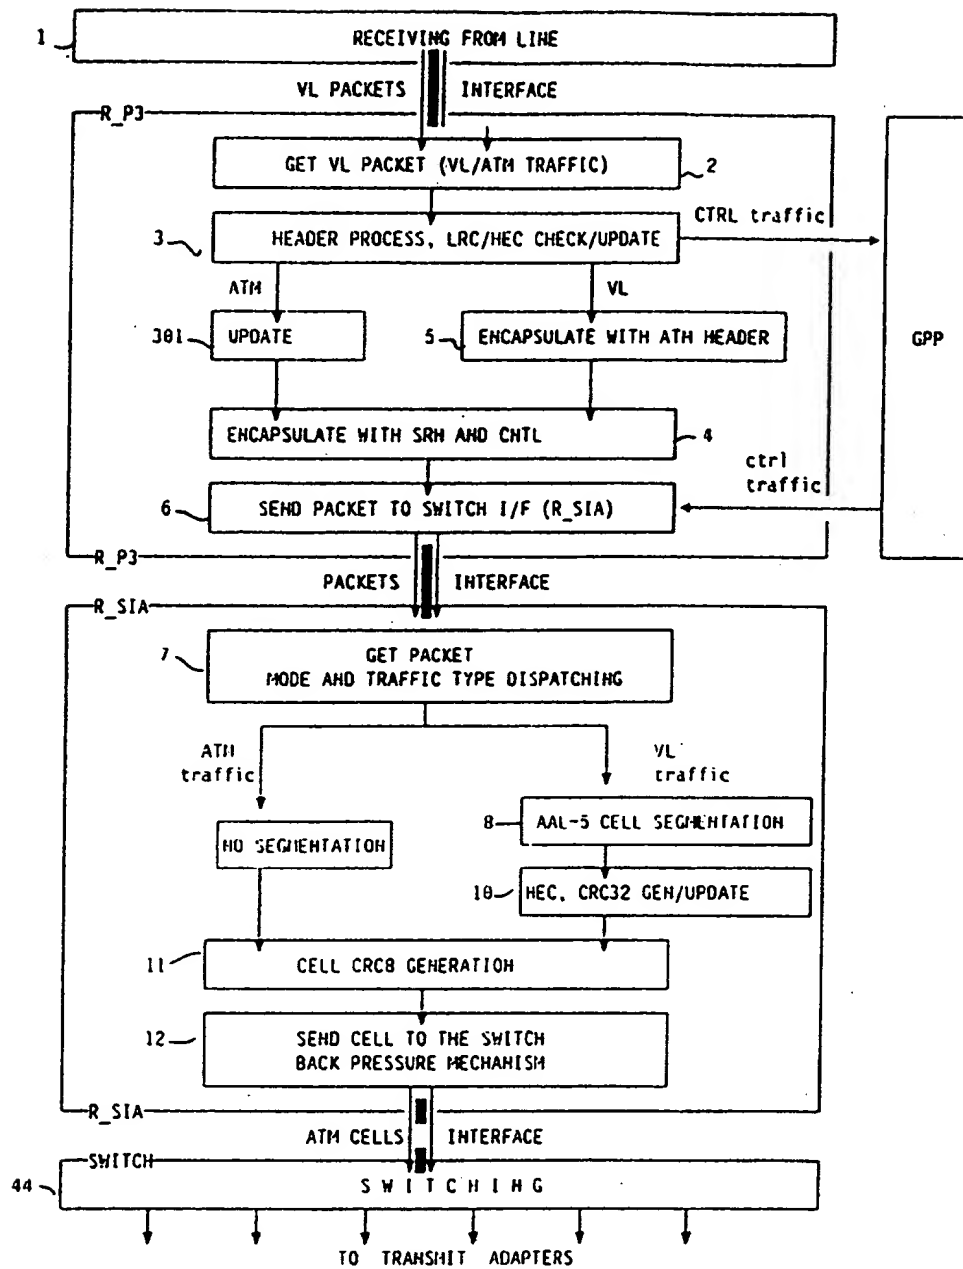 1 RECEIVING FROM LINE
VL PACKETS INTERFACE
R_P3
GET VL PACKET (VL/ATM TRAFFIC) 2
CTRL traffic
3 HEADER PROCESS, LRC/HEC CHECK/UPDATE
ATM VL
301 UPDATE 5 ENCAPSULATE WITH ATM HEADER
GPP
ENCAPSULATE WITH SRH AND CNTL 4
ctrl
traffic
6 SEND PACKET TO SWITCH I/F (R_SIA)
R_P3
PACKETS INTERFACE
R_SIA
7 GET PACKET
MODE AND TRAFFIC TYPE DISPATCHING
ATM
traffic
VL
traffic
8 AAL-5 CELL SEGMENTATION
NO SEGMENTATION
10 HEC, CRC32 GEN/UPDATE
11 CELL CRC8 GENERATION
12 SEND CELL TO THE SWITCH
BACK PRESSURE MECHANISM
R_SIA
ATM CELLS INTERFACE
SWITCH
44 SWITCHING
TO TRANSMIT ADAPTERS